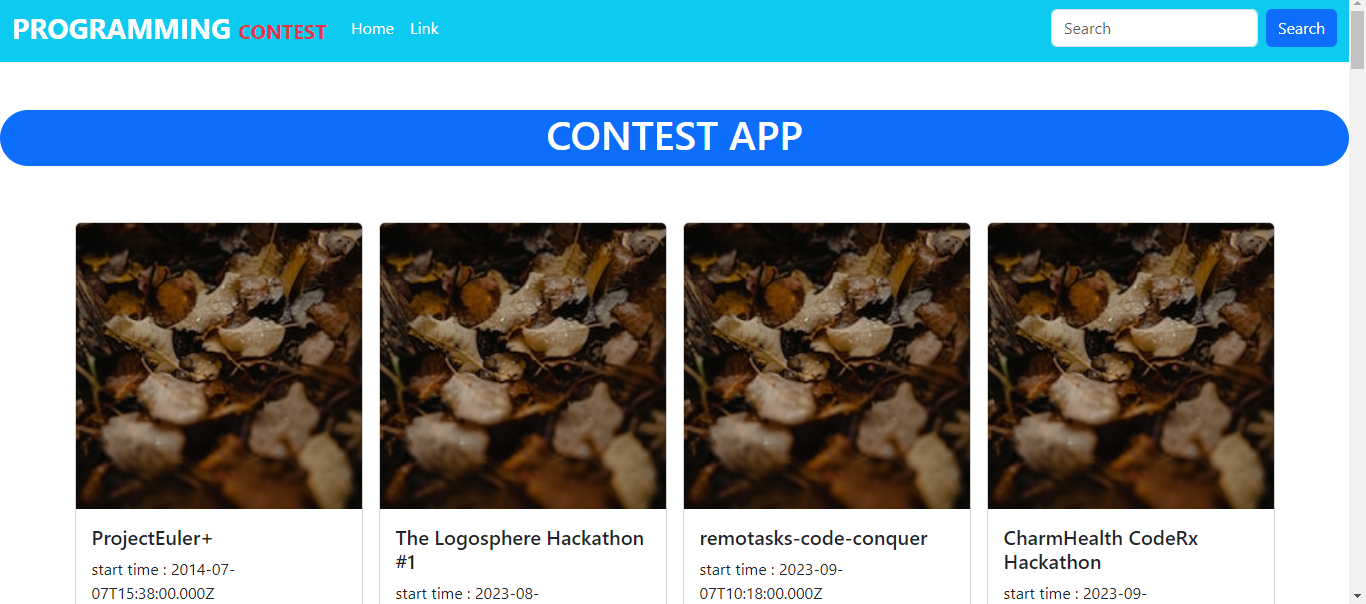 PROGRAMMING CONTEST Home Link Search Search
CONTEST APP
ProjectEuler+
start time : 2014-07-
07T15:38:00.000Z
The Logosphere Hackathon
#1
start time : 2023-08-
remotasks-code-conquer
start time : 2023-09-
07T10:18:00.000Z
CharmHealth CodeRx
Hackathon
start time : 2023-09-